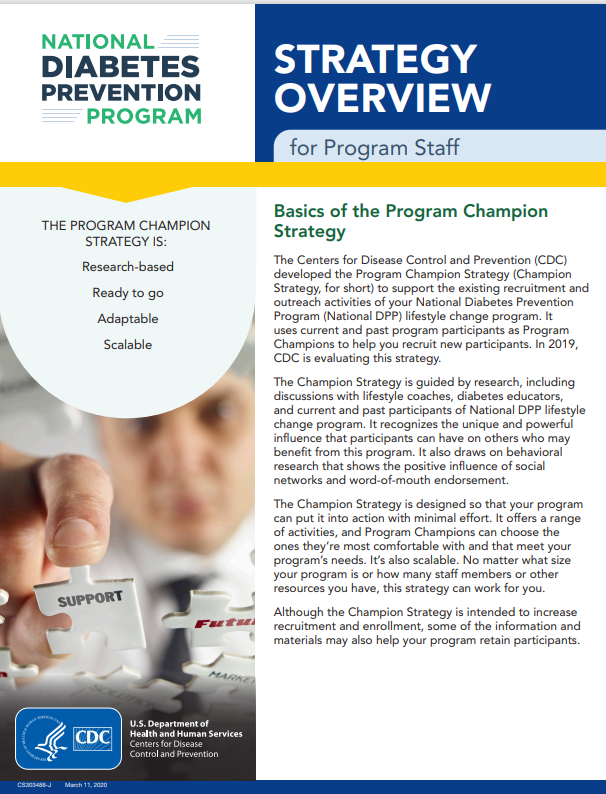 NATIONAL
DIABETES
PREVENTION
PROGRAM
STRATEGY
OVERVIEW
for Program Staff
THE PROGRAM CHAMPION
STRATEGY IS:
Research-based
Ready to go
Adaptable
Scalable
Basics of the Program Champion
Strategy
The Centers for Disease Control and Prevention (CDC)
developed the Program Champion Strategy (Champion
Strategy, for short) to support the existing recruitment and
outreach activities of your National Diabetes Prevention
Program (National DPP) lifestyle change program. It
uses current and past program participants as Program
Champions to help you recruit new participants. In 2019,
CDC is evaluating this strategy.
The Champion Strategy is guided by research, including
discussions with lifestyle coaches, diabetes educators,
and current and past participants of National DPP lifestyle
change program. It recognizes the unique and powerful
influence that participants can have on others who may
benefit from this program. It also draws on behavioral
research that shows the positive influence of social
networks and word-of-mouth endorsement.
The Champion Strategy is designed so that your program
can put it into action with minimal effort. It offers a range
of activities, and Program Champions can choose the
ones they're most comfortable with and that meet your
program's needs. It's also scalable. No matter what size
your program is or how many staff members or other
resources you have, this strategy can work for you.
Although the Champion Strategy is intended to increase
recruitment and enrollment, some of the information and
materials may also help your program retain participants.
SUPPORT
Futu
MARKET
SOLUTION
CDC
U.S. Department of
Health and Human Services
Centers for Disease
Control and Prevention
CS303488-J March 11, 2020